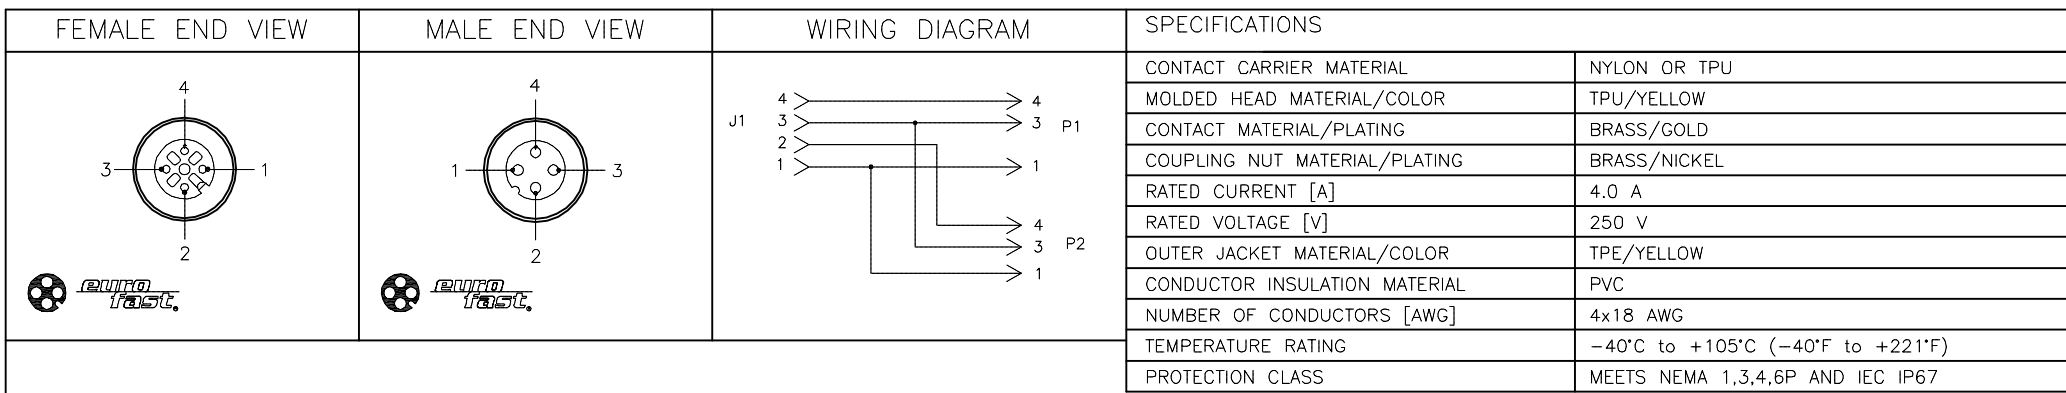 FEMALE END VIEW
4
3
1
2
euro
fast.
MALE END VIEW
4
1
3
2
euro
fast.
WIRING DIAGRAM
J1
4
3
2
1
4
3
1
P1
4
3
1
P2
SPECIFICATIONS
CONTACT CARRIER MATERIAL NYLON OR TPU
MOLDED HEAD MATERIAL/COLOR TPU/YELLOW
CONTACT MATERIAL/PLATING BRASS/GOLD
COUPLING NUT MATERIAL/PLATING BRASS/NICKEL
RATED CURRENT [A] 4.0 A
RATED VOLTAGE [V] 250 V
OUTER JACKET MATERIAL/COLOR TPE/YELLOW
CONDUCTOR INSULATION MATERIAL PVC
NUMBER OF CONDUCTORS [AWG] 4x18 AWG
TEMPERATURE RATING −40°C to +105°C (−40°F to +221°F)
PROTECTION CLASS MEETS NEMA 1,3,4,6P AND IEC IP67